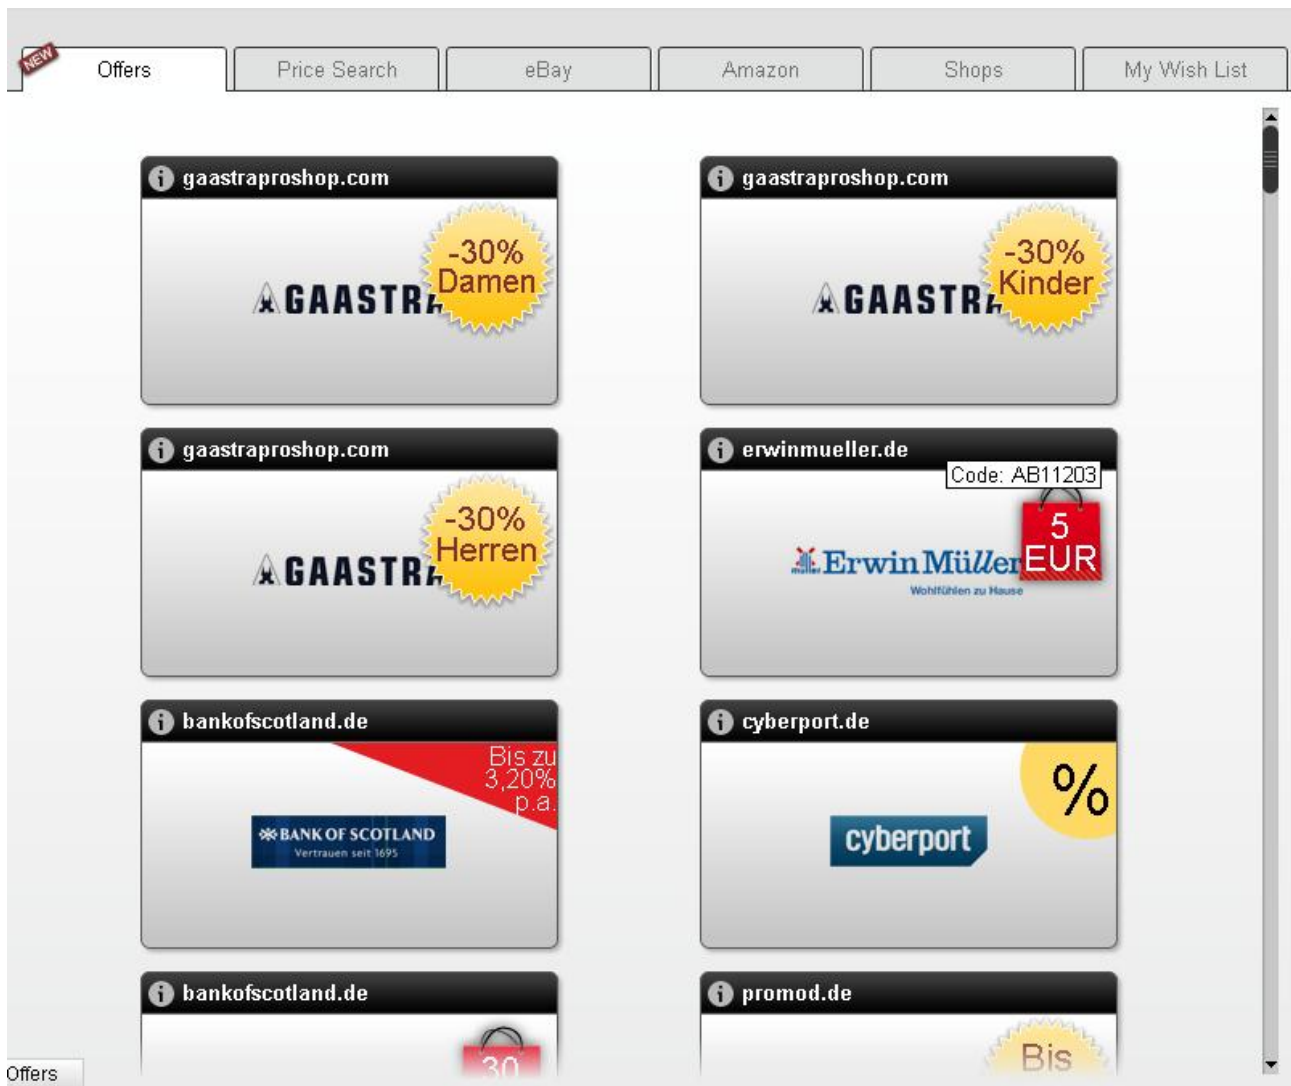 NEW
Offers
Price Search
eBay
Amazon
Shops
My Wish List
gaastraproshop.com
-30%
Damen
GAASTRA
gaastraproshop.com
-30%
Kinder
GAASTRA
gaastraproshop.com
-30%
Herren
GAASTRA
erwinmueller.de
Code: AB11203
5
EUR
müller
Erwin Müller
Wohlfühlen zu Hause
bankofscotland.de
Bis zu
3,20%
p.a.
BANK OF SCOTLAND
Vertrauen seit 1695
cyberport.de
%
cyberport
bankofscotland.de
30
promod.de
Bis
Offers